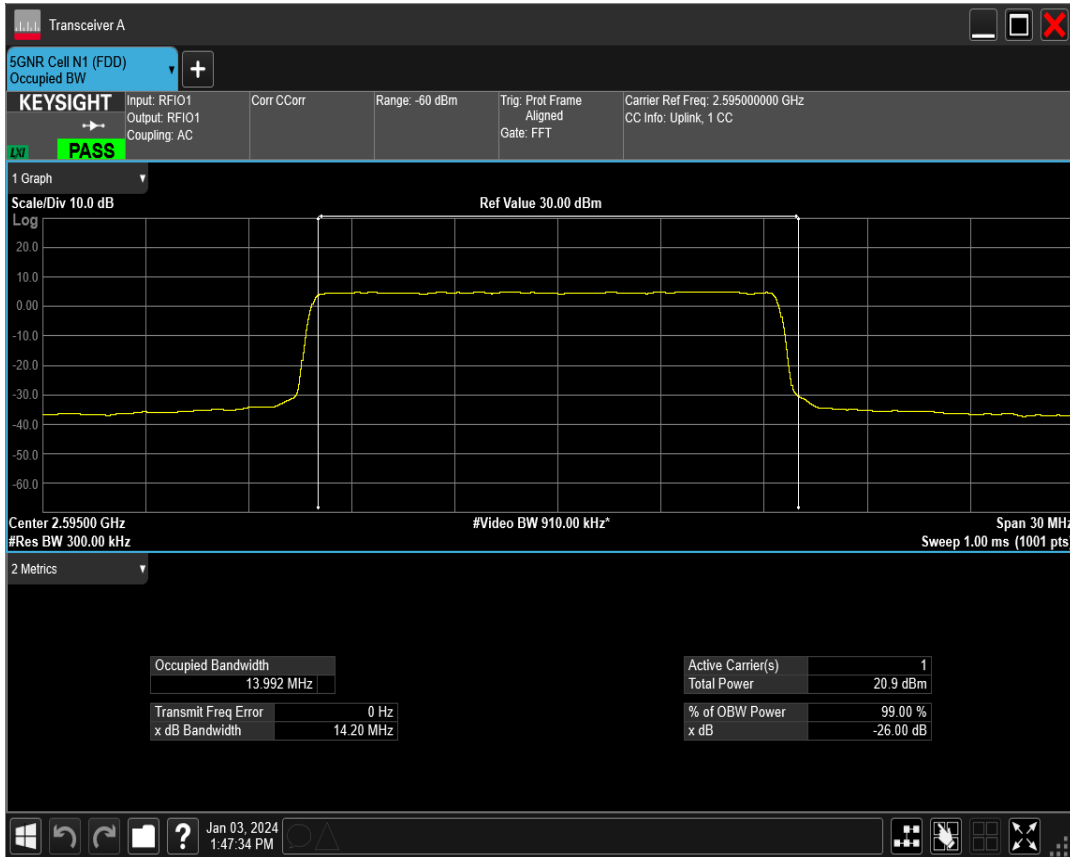 Transceiver A
5GNR Cell N1 (FDD)
Occupied BW
+
KEYSIGHT
LXI
PASS
Input: RFIO1
Output: RFIO1
Coupling: AC
Corr CCorr
Range: -60 dBm
Trig: Prot Frame
Aligned
Gate: FFT
Carrier Ref Freq: 2.595000000 GHz
CC Info: Uplink, 1 CC
1 Graph
Scale/Div 10.0 dB
Ref Value 30.00 dBm
Log
20.0
10.0
0.00
-10.0
-20.0
-30.0
-40.0
-50.0
-60.0
Center 2.59500 GHz
#Video BW 910.00 kHz*
Span 30 MHz
#Res BW 300.00 kHz
Sweep 1.00 ms (1001 pts)
2 Metrics
Occupied Bandwidth
13.992 MHz
Transmit Freq Error 0 Hz
x dB Bandwidth 14.20 MHz
Active Carrier(s) 1
Total Power 20.9 dBm
% of OBW Power 99.00 %
x dB -26.00 dB
?
Jan 03, 2024
1:47:34 PM